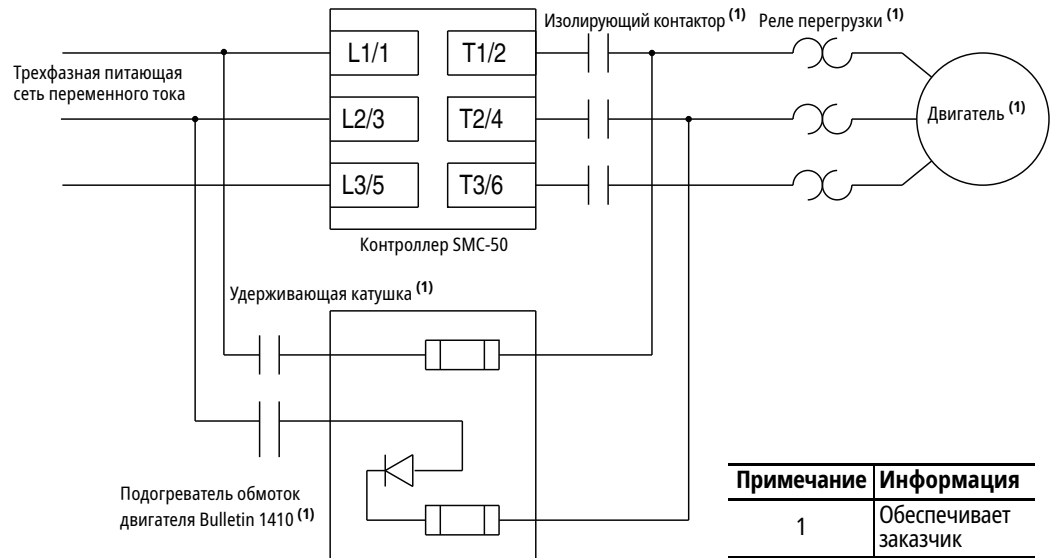 Изолирующий контактор (1)
Реле перегрузки (1)
L1/1
T1/2
Трехфазная питающая
сеть переменного тока
L2/3
T2/4
Двигатель (1)
L3/5
T3/6
Контроллер SMC-50
Удерживающая катушка (1)
Подогреватель обмоток
двигателя Bulletin 1410 (1)
Примечание
Информация
1
Обеспечивает
заказчик